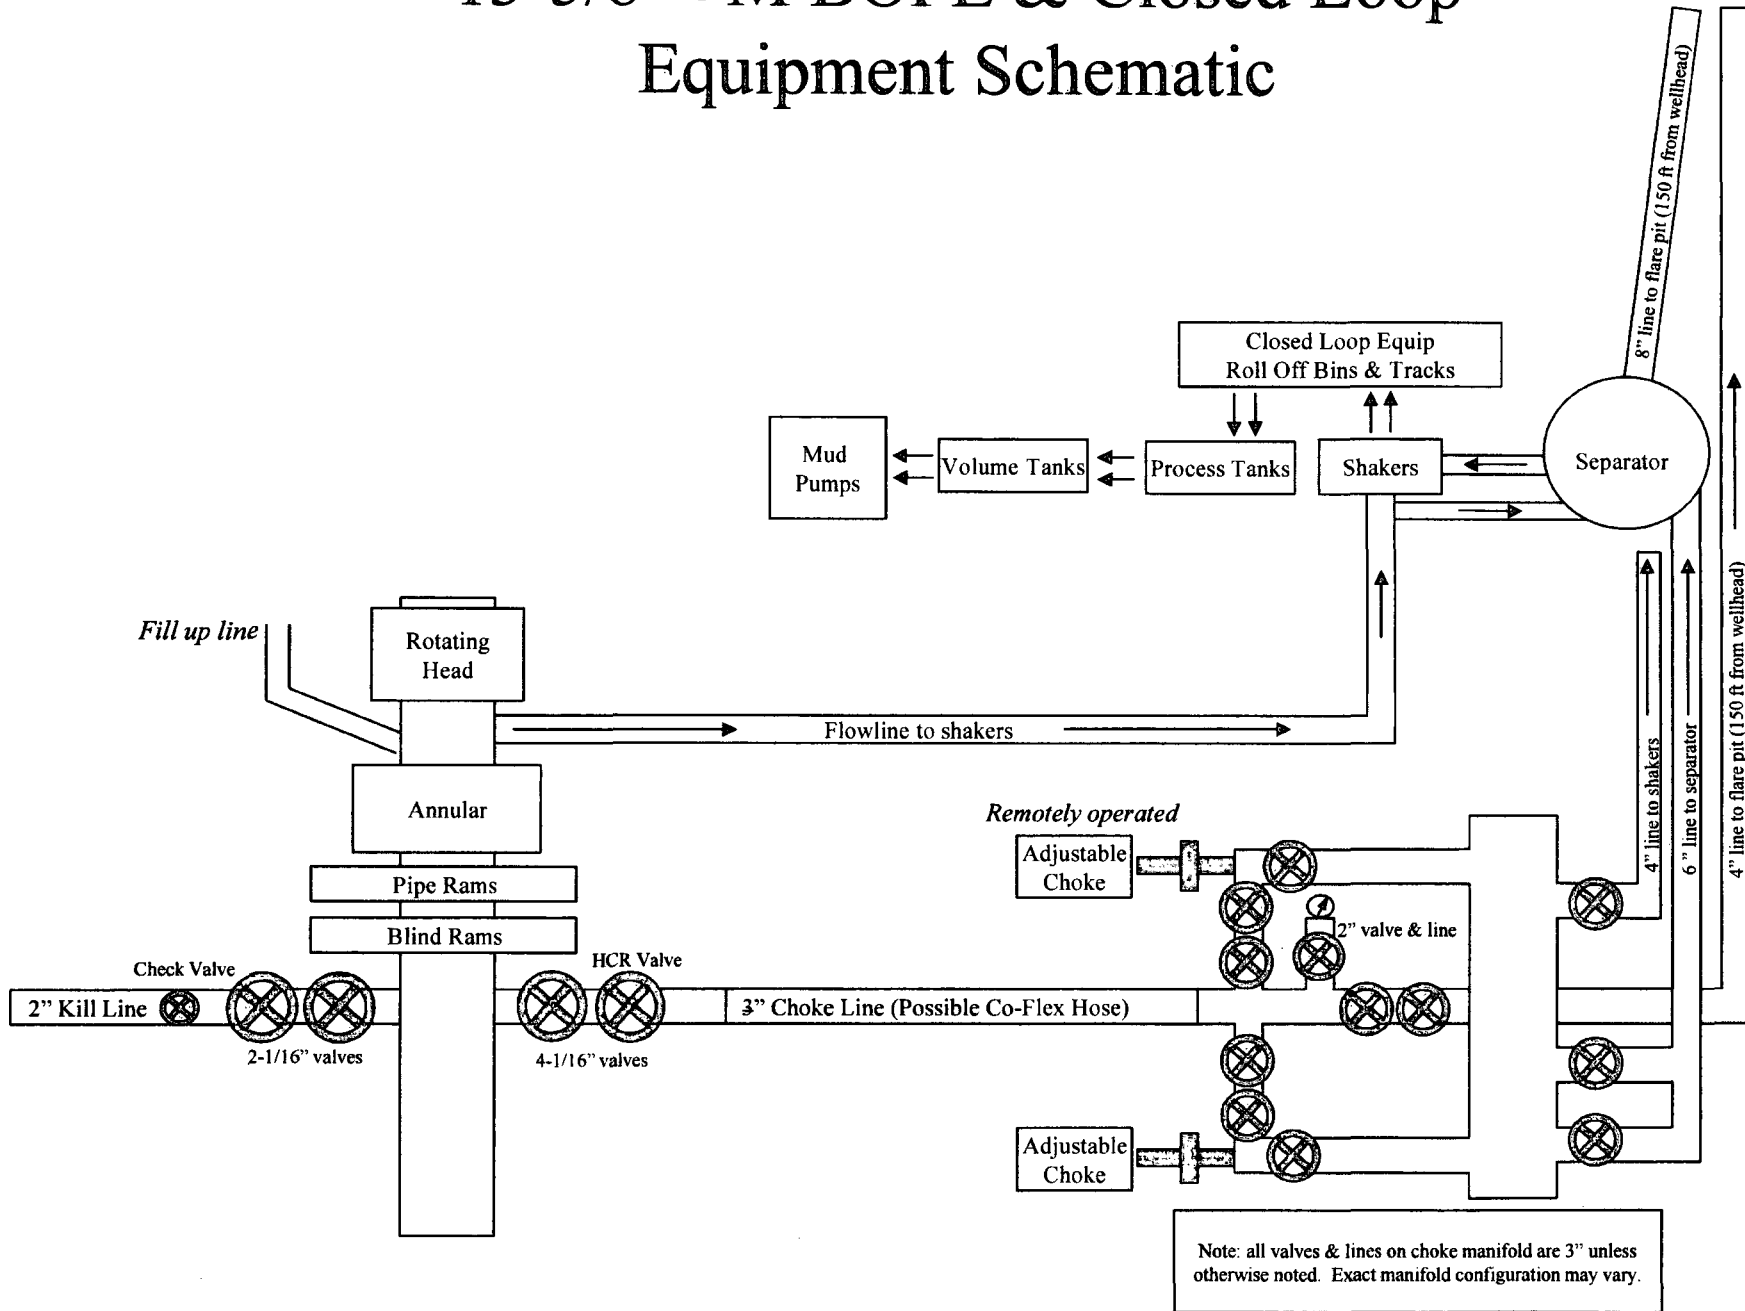 Equipment Schematic
8” line to flare pit (150 ft from wellhead)
Closed Loop Equip
Roll Off Bins & Tracks
Mud
Pumps
Volume Tanks
Process Tanks
Shakers
Separator
Fill up line
Rotating
Head
Flowline to shakers
Annular
Pipe Rams
Blind Rams
Check Valve
HCR Valve
2” Kill Line
3” Choke Line (Possible Co-Flex Hose)
2-1/16” valves
4-1/16” valves
Remotely operated
Adjustable
Choke
2” valve & line
Adjustable
Choke
4” line to shakers
6 ” line to separator
4” line to flare pit (150 ft from wellhead)
Note: all valves & lines on choke manifold are 3” unless
otherwise noted. Exact manifold configuration may vary.